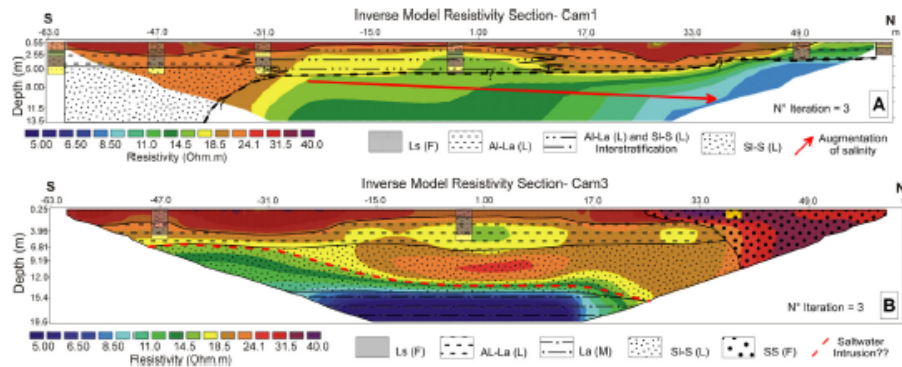 S Inverse Model Resistivity Section- Cam1 N
-63.0 -47.0 -31.0 -15.0 1.00 17.0 33.0 49.0 m
Depth (m)
0.55
2.5
5.00
8.00
11.5
13.5
? ?
N° Iteration = 3 A
5.00 6.50 8.50 11.0 14.5 18.5 24.1 31.5 40.0
Resistivity (Ohm.m)
Ls (F) Al-La (L) Al-La (L) and Si-S (L) Interstratification SI-S (L) Augmentation of salinity
S Inverse Model Resistivity Section- Cam3 N
-63.0 -47.0 -31.0 -15.0 1.00 17.0 33.0 49.0
Depth (m)
0.25
3.96
6.81
9.19
12.0
15.4
N° Iteration = 3 B
5.00 6.50 8.50 11.0 14.5 18.5 24.1 31.5 40.0
Resistivity (Ohm.m)
Ls (F) AL-La (L) La (M) Si-S (L) SS (F) Saltwater Intrusion??